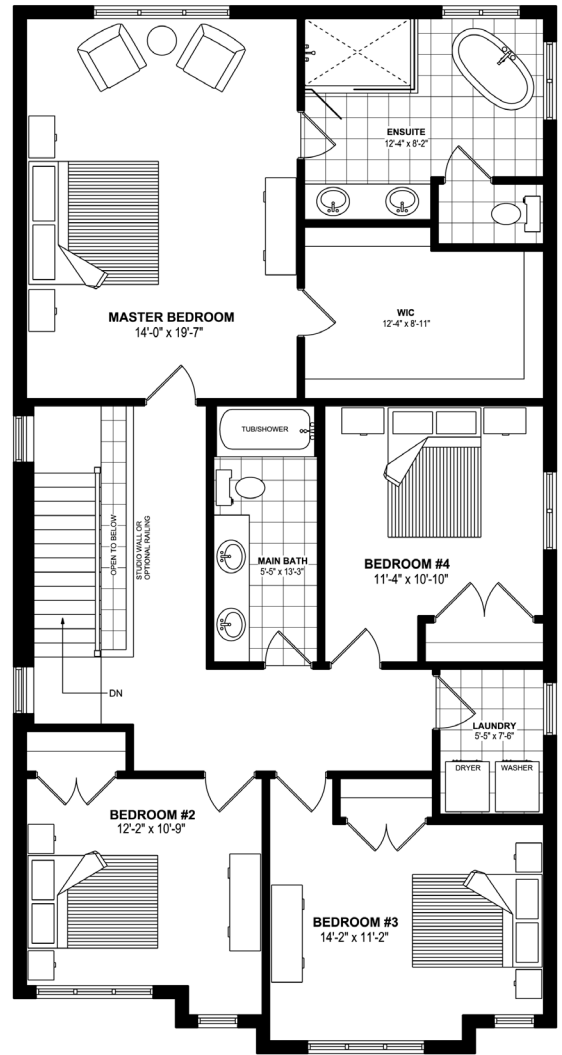 ENSUITE
12'-4" x 8'-2"
MASTER BEDROOM
14'-0" x 19'-7"
WIC
12'-4" x 8'-11"
TUB/SHOWER
OPEN TO BELOW
STUDIO WALL OR
OPTIONAL RAILING
MAIN BATH
5'-5" x 13'-3"
BEDROOM #4
11'-4" x 10'-10"
DN
LAUNDRY
5'-5" x 7'-6"
DRYER
WASHER
BEDROOM #2
12'-2" x 10'-9"
BEDROOM #3
14'-2" x 11'-2"